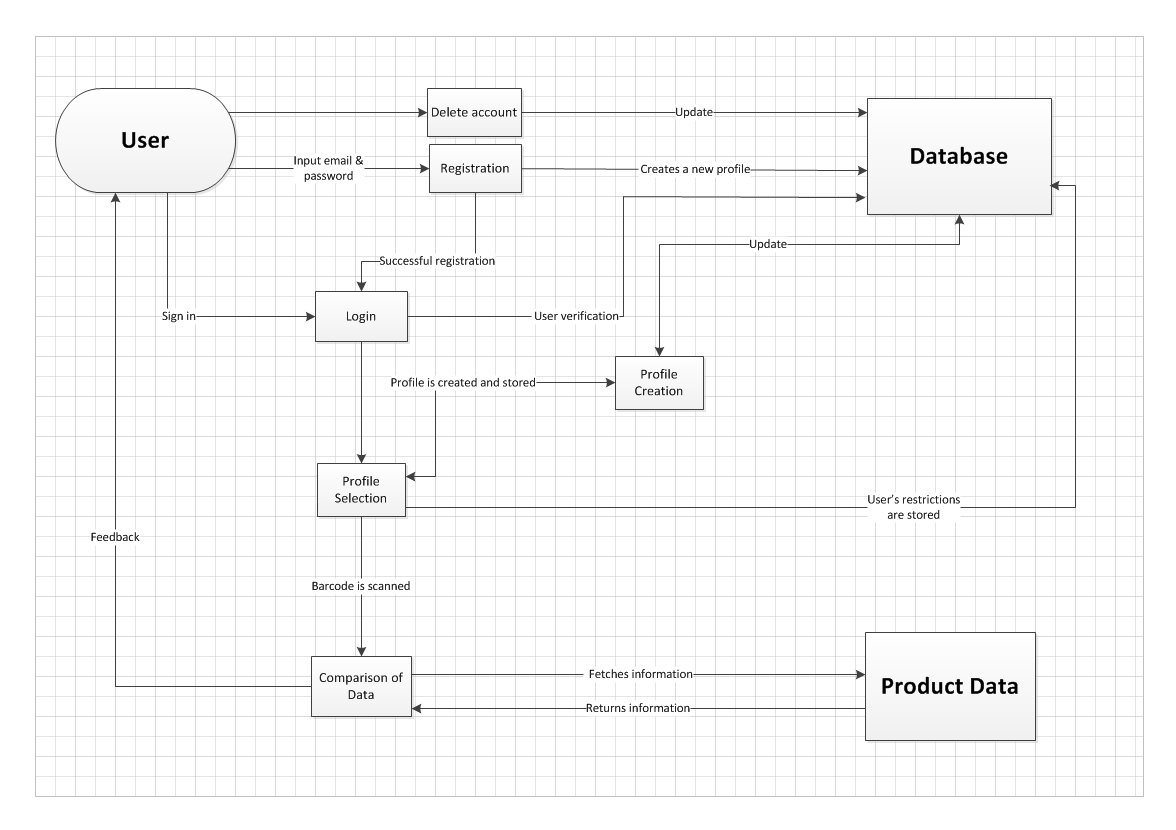 User
Delete account
Update
Database
Input email &
password
Registration
Creates a new profile
Update
Successful registration
Sign in
Login
User verification
Profile is created and stored
Profile
Creation
Profile
Selection
User's restrictions
are stored
Feedback
Barcode is scanned
Comparison of
Data
Fetches information
Returns information
Product Data